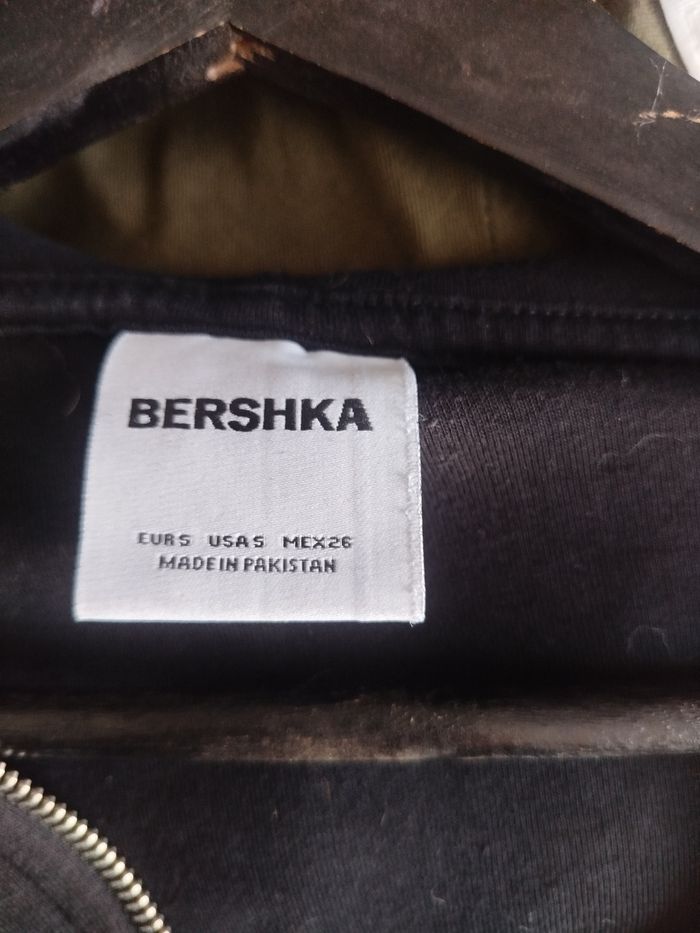 BERSHKA
EUR S USA S MEX 26
MADE IN PAKISTAN